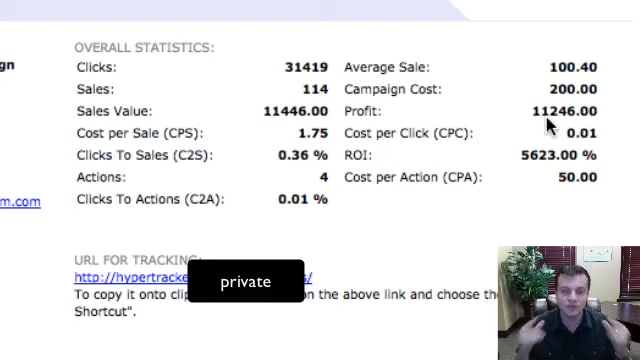 gn
OVERALL STATISTICS:
Clicks: 31419 Average Sale: 100.40
Sales: 114 Campaign Cost: 200.00
Sales Value: 11446.00 Profit: 11246.00
Cost per Sale (CPS): 1.75 Cost per Click (CPC): 0.01
Clicks To Sales (C2S): 0.36 % ROI: 5623.00 %
Actions: 4 Cost per Action (CPA): 50.00
Clicks To Actions (C2A): 0.01 %
m.com
URL FOR TRACKING:
http://hypertracke s/
private
To copy it onto clip on the above link and choose the
Shortcut".